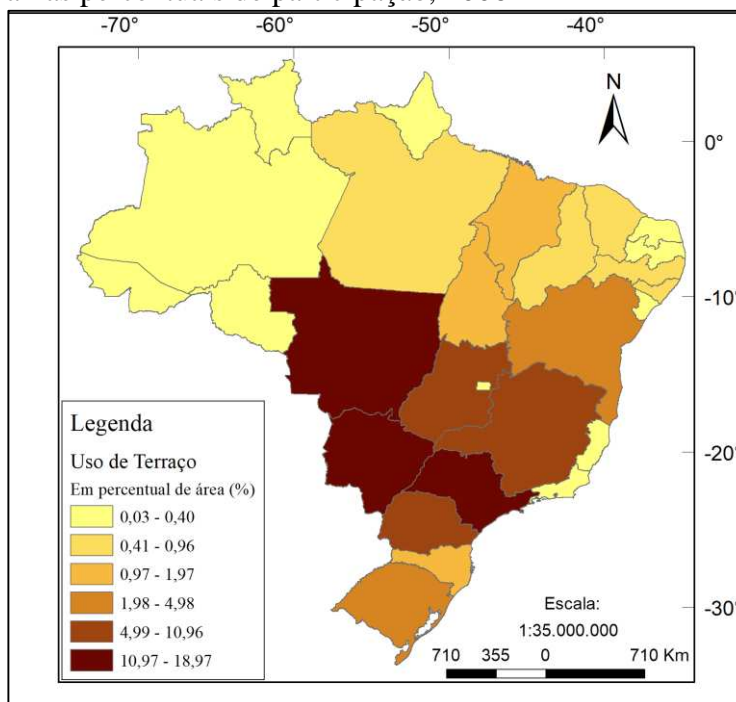 -70° -60° -50° -40°
N
0°
-10°
-20°
-30°
Legenda
Uso de Terraço
Em percentual de área (%)
0,03 - 0,40
0,41 - 0,96
0,97 - 1,97
1,98 - 4,98
4,99 - 10,96
10,97 - 18,97
Escala:
1:35.000.000
710 355 0 710 Km